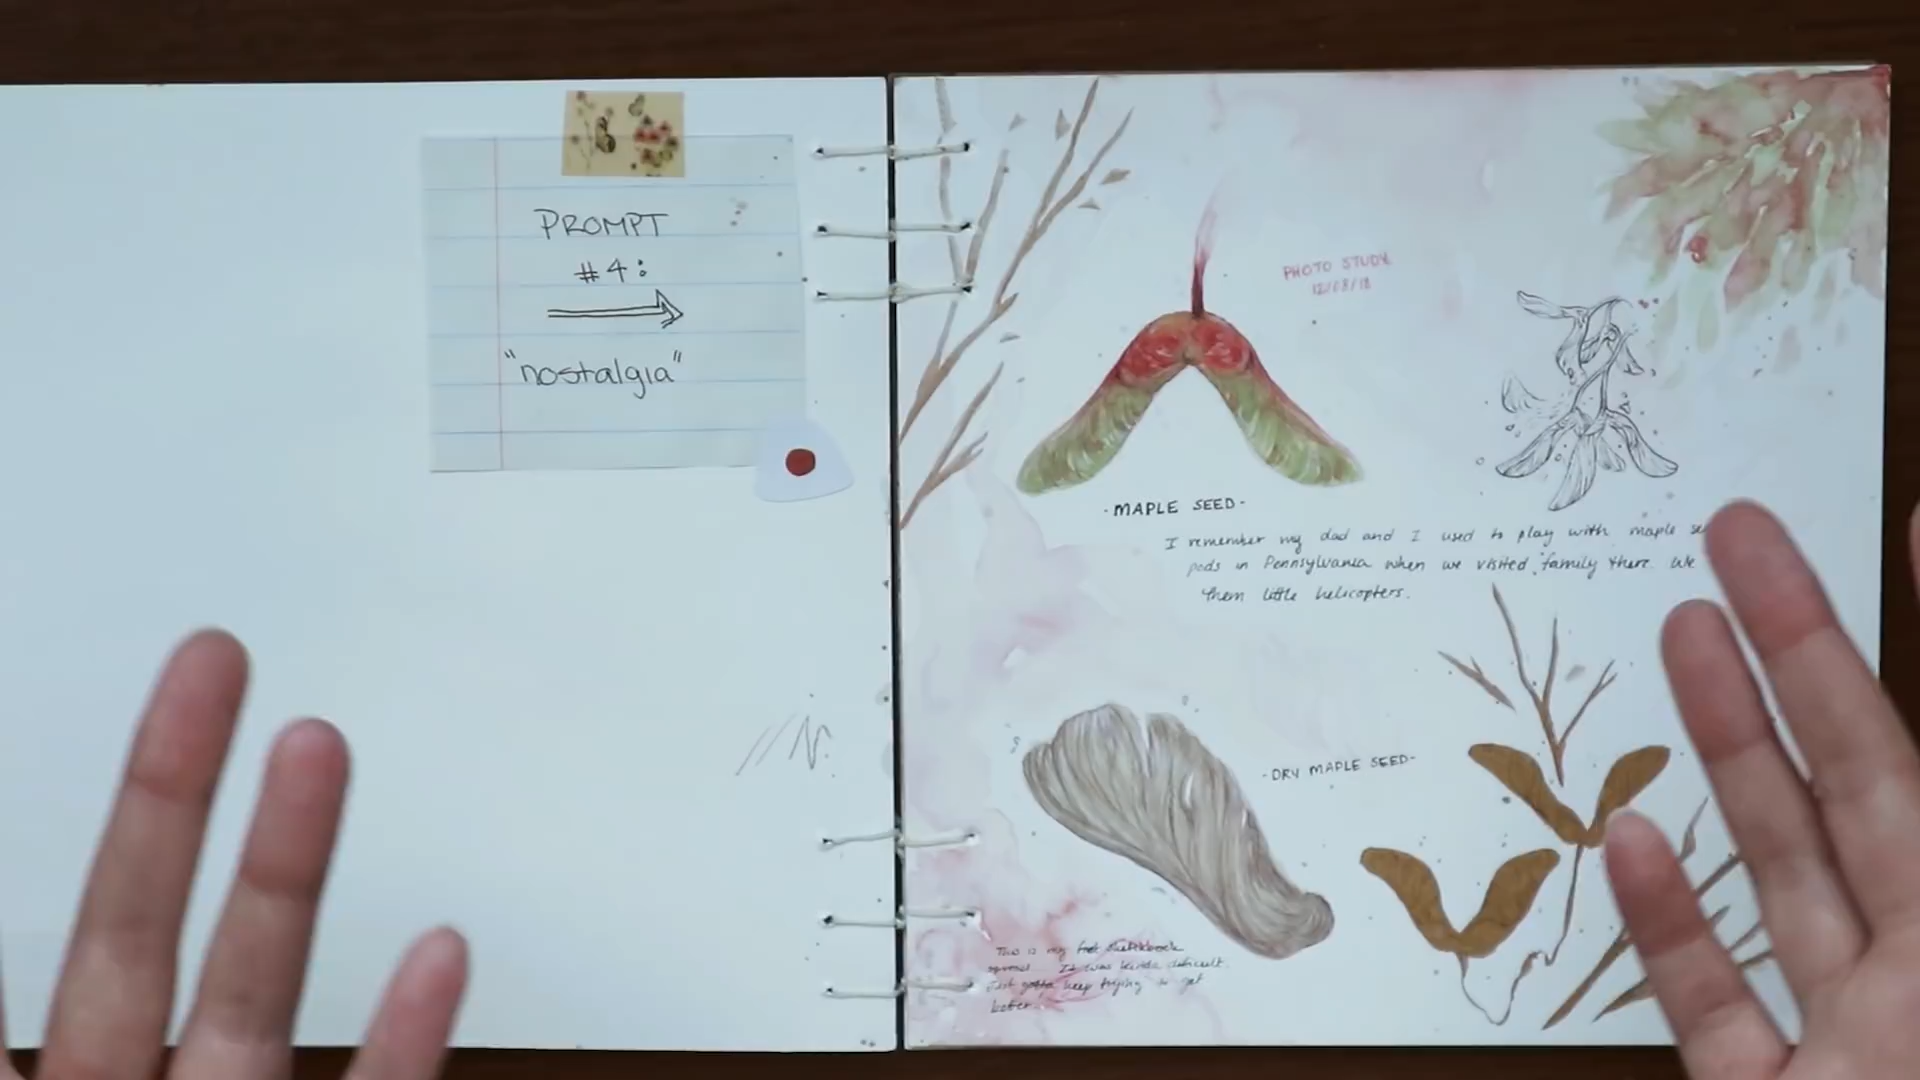 PROMPT
#4:
"nostalgia"
PHOTO STUDY
12/08/18
·MAPLE SEED-
I remember my dad and I used to play with maple
pods in Pennsylvania when we visited family there. We
them little helicopters.
-DRY MAPLE SEED-
This is my first sketchbook
spread. It was kinda difficult.
Just gotta keep trying to get
better.